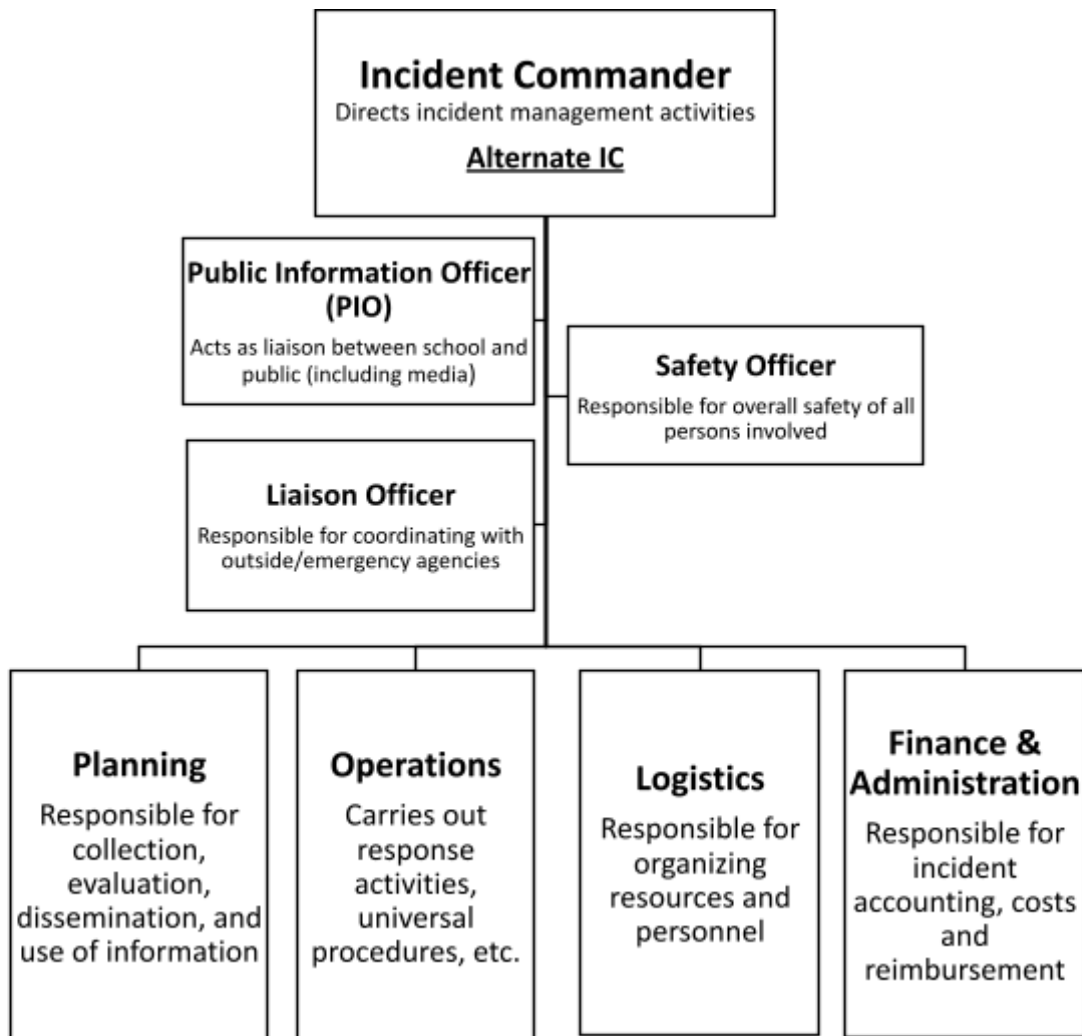 Incident Commander
Directs incident management activities
Alternate IC
Public Information Officer
(PIO)
Acts as liaison between school and
public (including media)
Safety Officer
Responsible for overall safety of all
persons involved
Liaison Officer
Responsible for coordinating with
outside/emergency agencies
Planning
Responsible for
collection,
evaluation,
dissemination, and
use of information
Operations
Carries out
response
activities,
universal
procedures, etc.
Logistics
Responsible for
organizing
resources and
personnel
Finance &
Administration
Responsible for
incident
accounting, costs
and
reimbursement